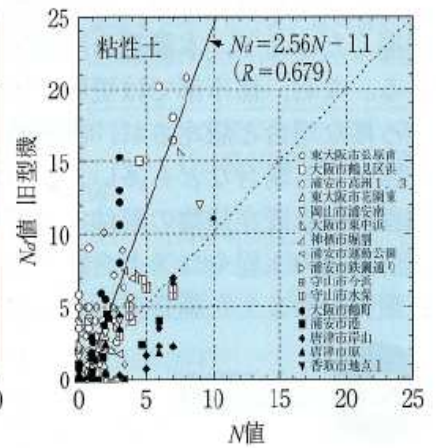 25
20
15
10
5
0
0 5 10 15 20 25
Nd値 旧型機
N値
粘性土
Nd=2.56N−1.1
(R=0.679)
東大阪市菱屋南
大阪市鶴見区浜
浦安市高洲1、3
東大阪市花園東
岡山市浦安南
大阪市東中浜
神栖市堀割
浦安市運動公園
浦安市鉄鋼通り
守山市今浜
守山市水保
大阪市鶴町
浦安市港
唐津市岸山
唐津市原
香取市地点1
)